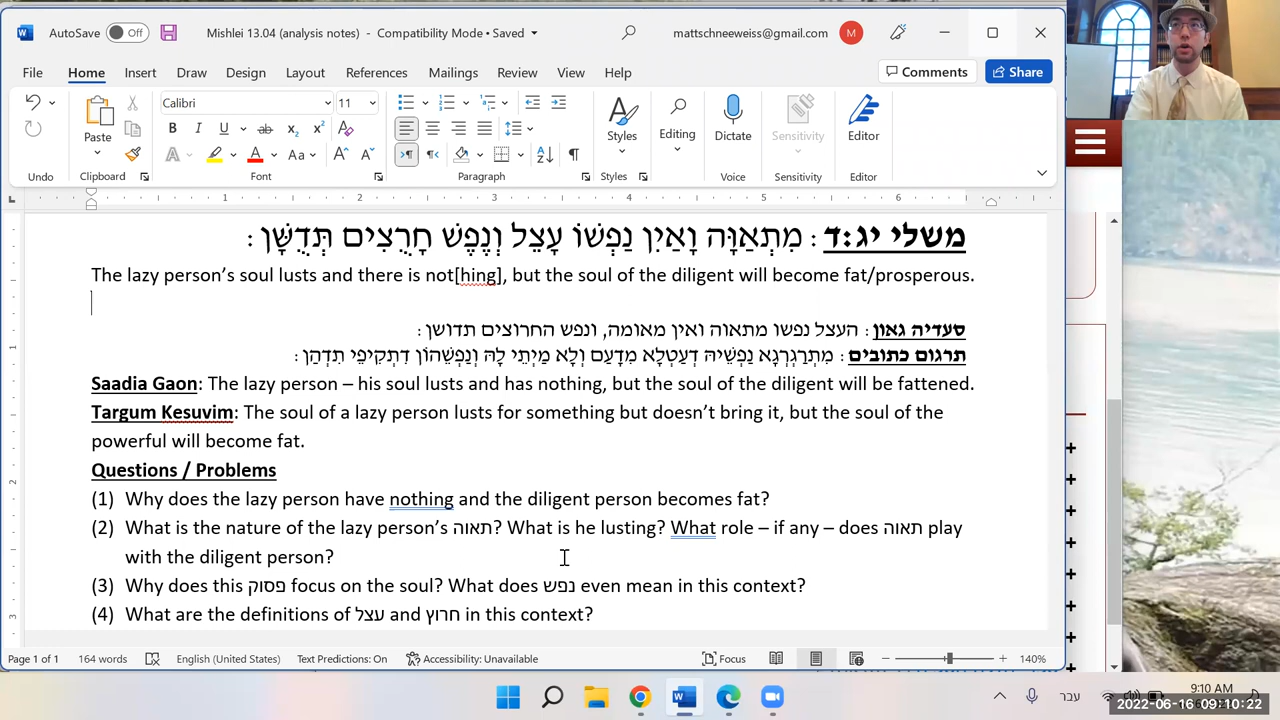 AutoSave Off Mishlei 13.04 (analysis notes) - Compatibility Mode • Saved mattschneeweiss@gmail.com M
File Home Insert Draw Design Layout References Mailings Review View Help Comments Share
Calibri 11
Paste Styles Editing Dictate Sensitivity Editor
Undo Clipboard Font Paragraph Styles Voice Sensitivity Editor
1 2 3 4 5 6
משלי יג:ד : מִתְאַוָּה וָאַיִן נַפְשׁוֹ עָצֵל וְנֶפֶשׁ חָרֻצִים תְּדֻשָּׁן :
The lazy person’s soul lusts and there is not[hing], but the soul of the diligent will become fat/prosperous.
סעדיה גאון : העצל נפשו מתאוה ואין מאומה, ונפש החרוצים תדושן :
תרגום כתובים : מִתְרַגְרְגָא נַפְשֵׁיהּ דְעַטְלָא מִדָעַם וְלָא מַיְתֵי לָהּ וְנַפְשְׁהוֹן דְתַקִיפֵי תִּדְהַן :
Saadia Gaon: The lazy person – his soul lusts and has nothing, but the soul of the diligent will be fattened.
Targum Kesuvim: The soul of a lazy person lusts for something but doesn’t bring it, but the soul of the
powerful will become fat.
Questions / Problems
(1) Why does the lazy person have nothing and the diligent person becomes fat?
(2) What is the nature of the lazy person’s תאוה? What is he lusting? What role – if any – does תאוה play
with the diligent person?
(3) Why does this פסוק focus on the soul? What does נפש even mean in this context?
(4) What are the definitions of עצל and חרוץ in this context?
Page 1 of 1 164 words English (United States) Text Predictions: On Accessibility: Unavailable Focus 140%
עבר 9:10 AM
2022-06-16 09:10:22